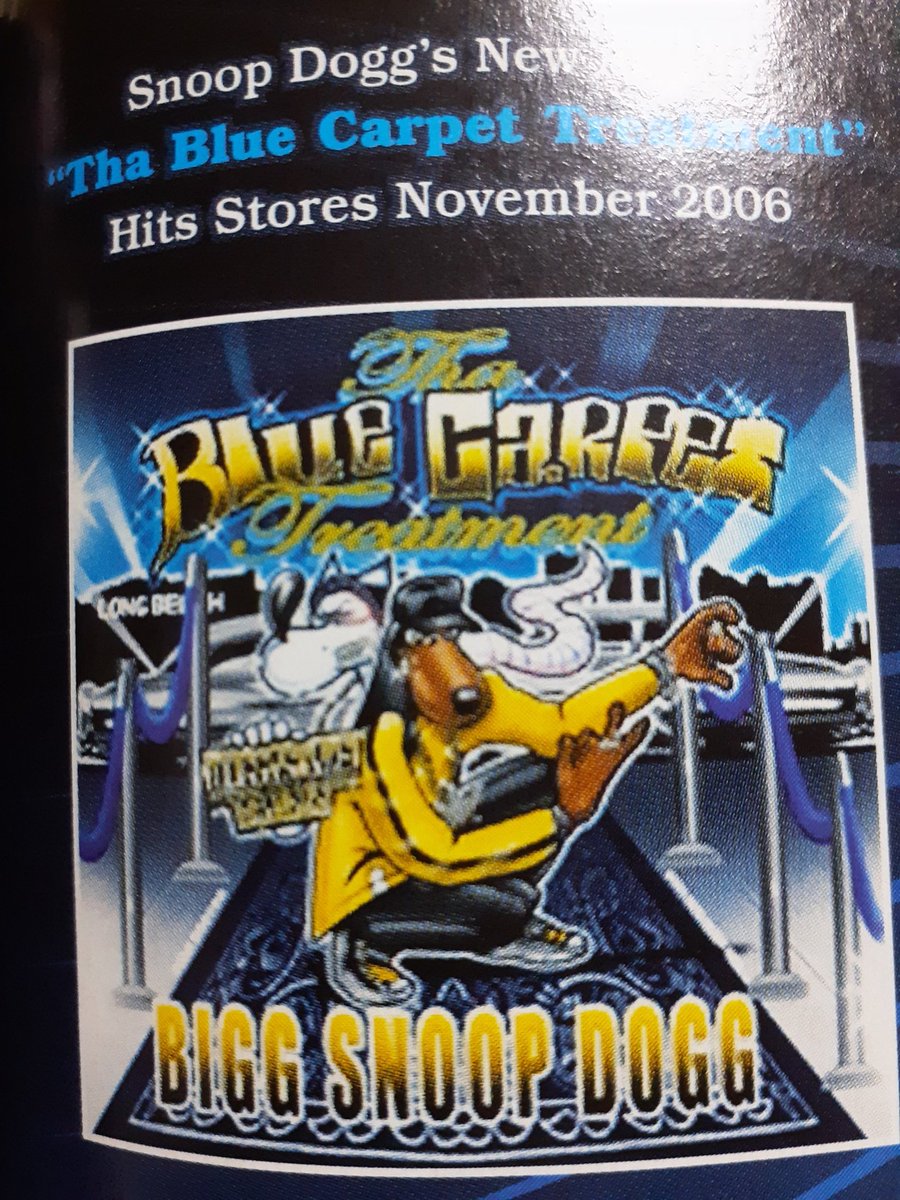 Snoop Dogg's New
"Tha Blue Carpet Treatment"
Hits Stores November 2006
Tha
BLUE CARPET
Treatment
LONG BEACH
BIGG SNOOP DOGG